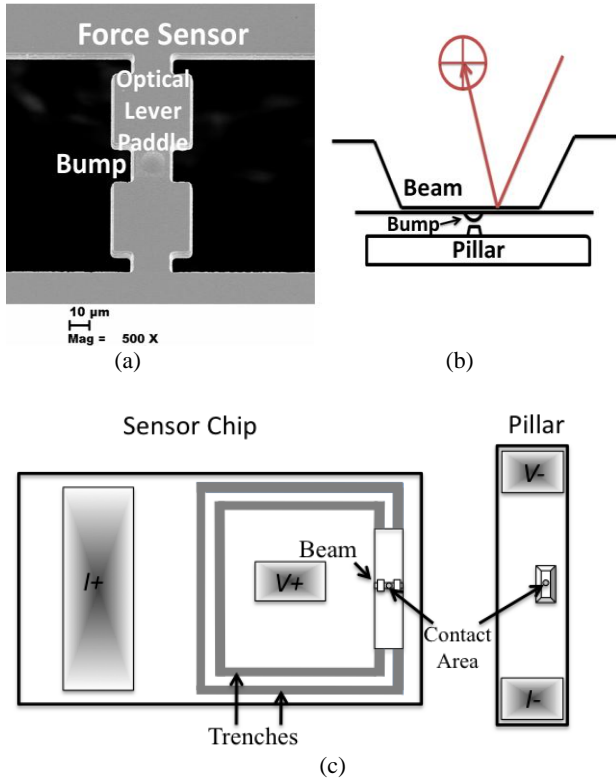 Force Sensor
Optical
Lever
Paddle
Bump
10 µm
Mag = 500 X
(a)
Beam
Bump
Pillar
(b)
Sensor Chip
Pillar
I+
V+
Beam
V-
Contact
Area
I-
Trenches
(c)